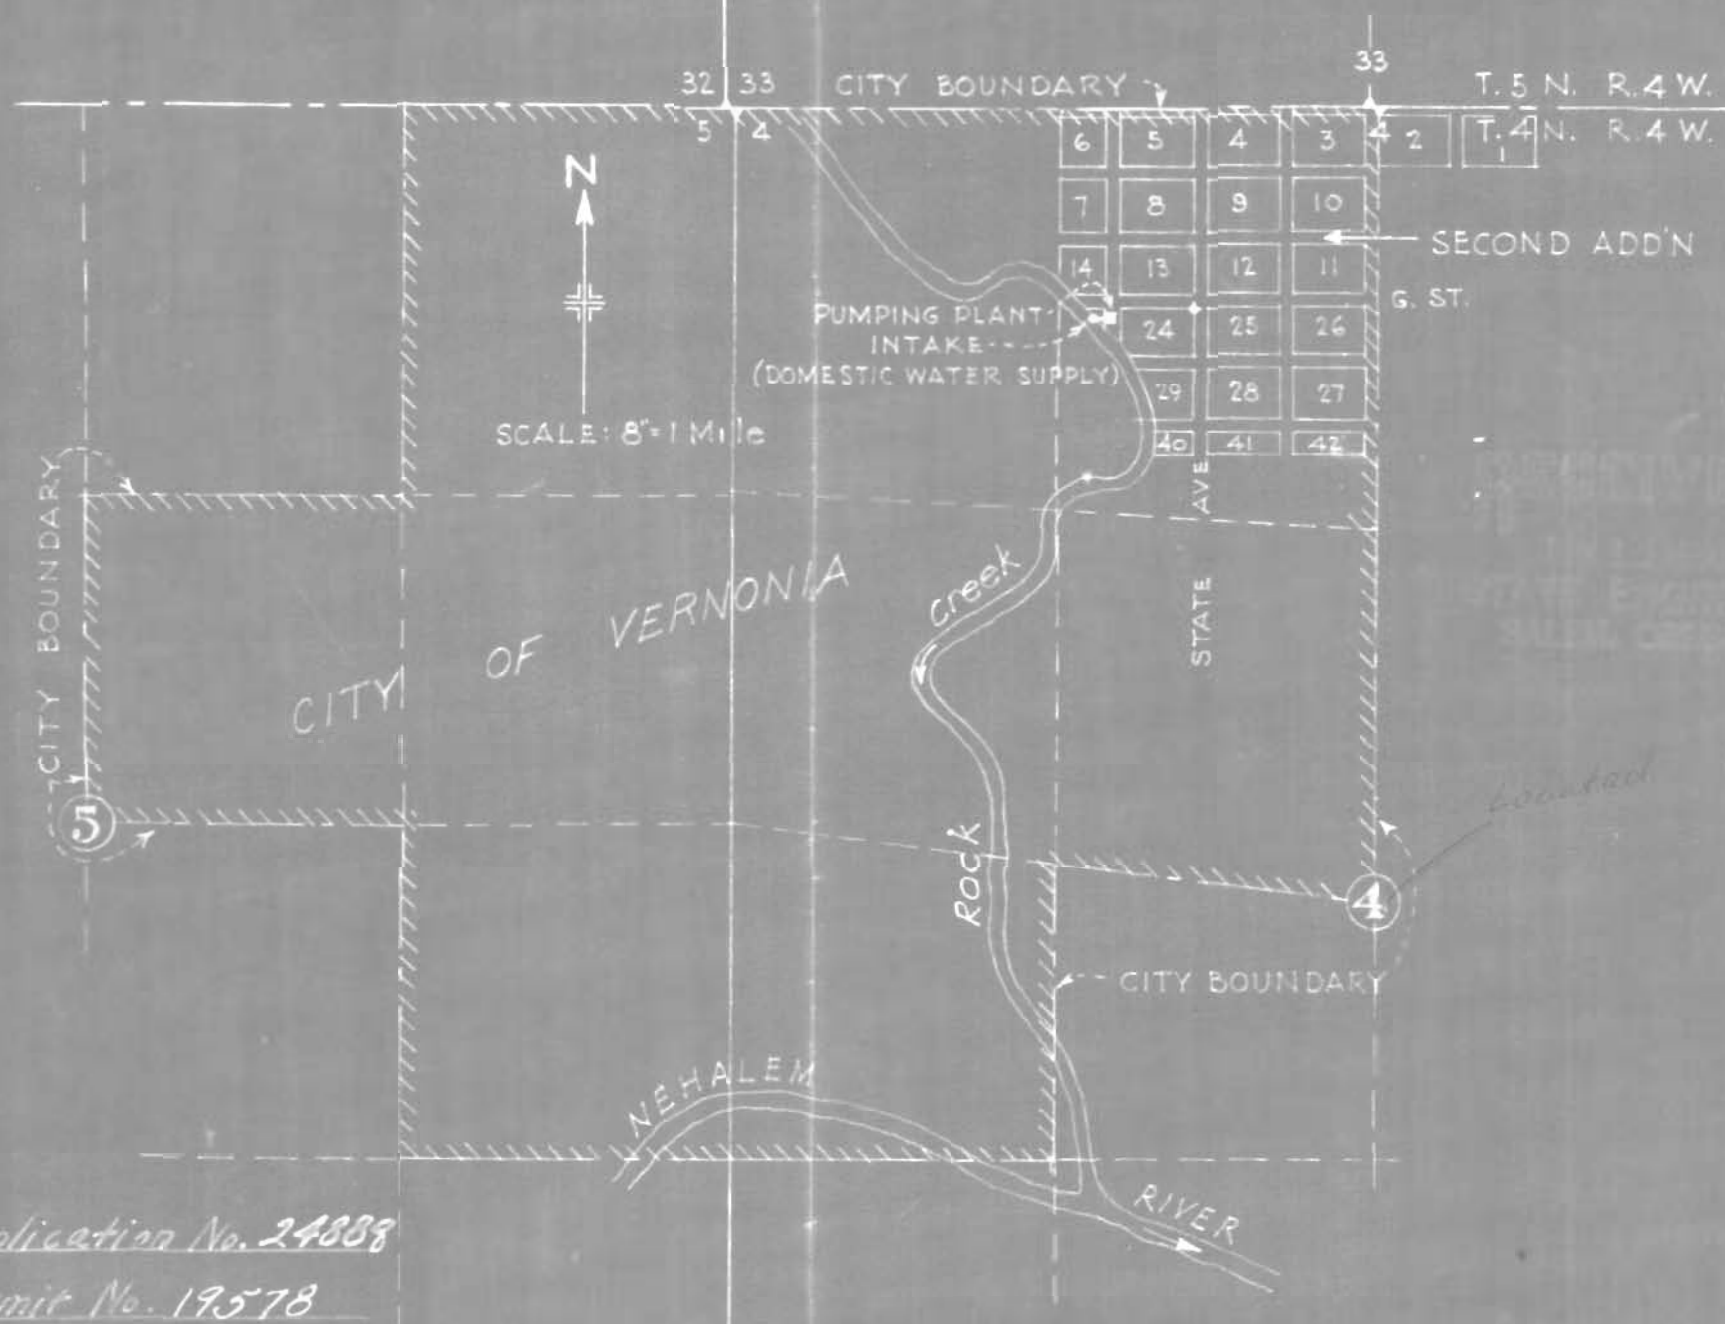 33
32 33 CITY BOUNDARY T. 5 N. R. 4 W.
5 4 4 T. 4 N. R. 4 W.
6 5 4 3 2 1
N
7 8 9 10
SECOND ADD'N
14 13 12 11
G. ST.
PUMPING PLANT
INTAKE
(DOMESTIC WATER SUPPLY)
24 25 26
29 28 27
SCALE: 8"=1 Mile
40 41 42
STATE AVE
CITY BOUNDARY
CITY OF VERNONIA
ROCK Creek
5
4
CITY BOUNDARY
NEHALEM RIVER
plication No. 24888
mit No. 19578